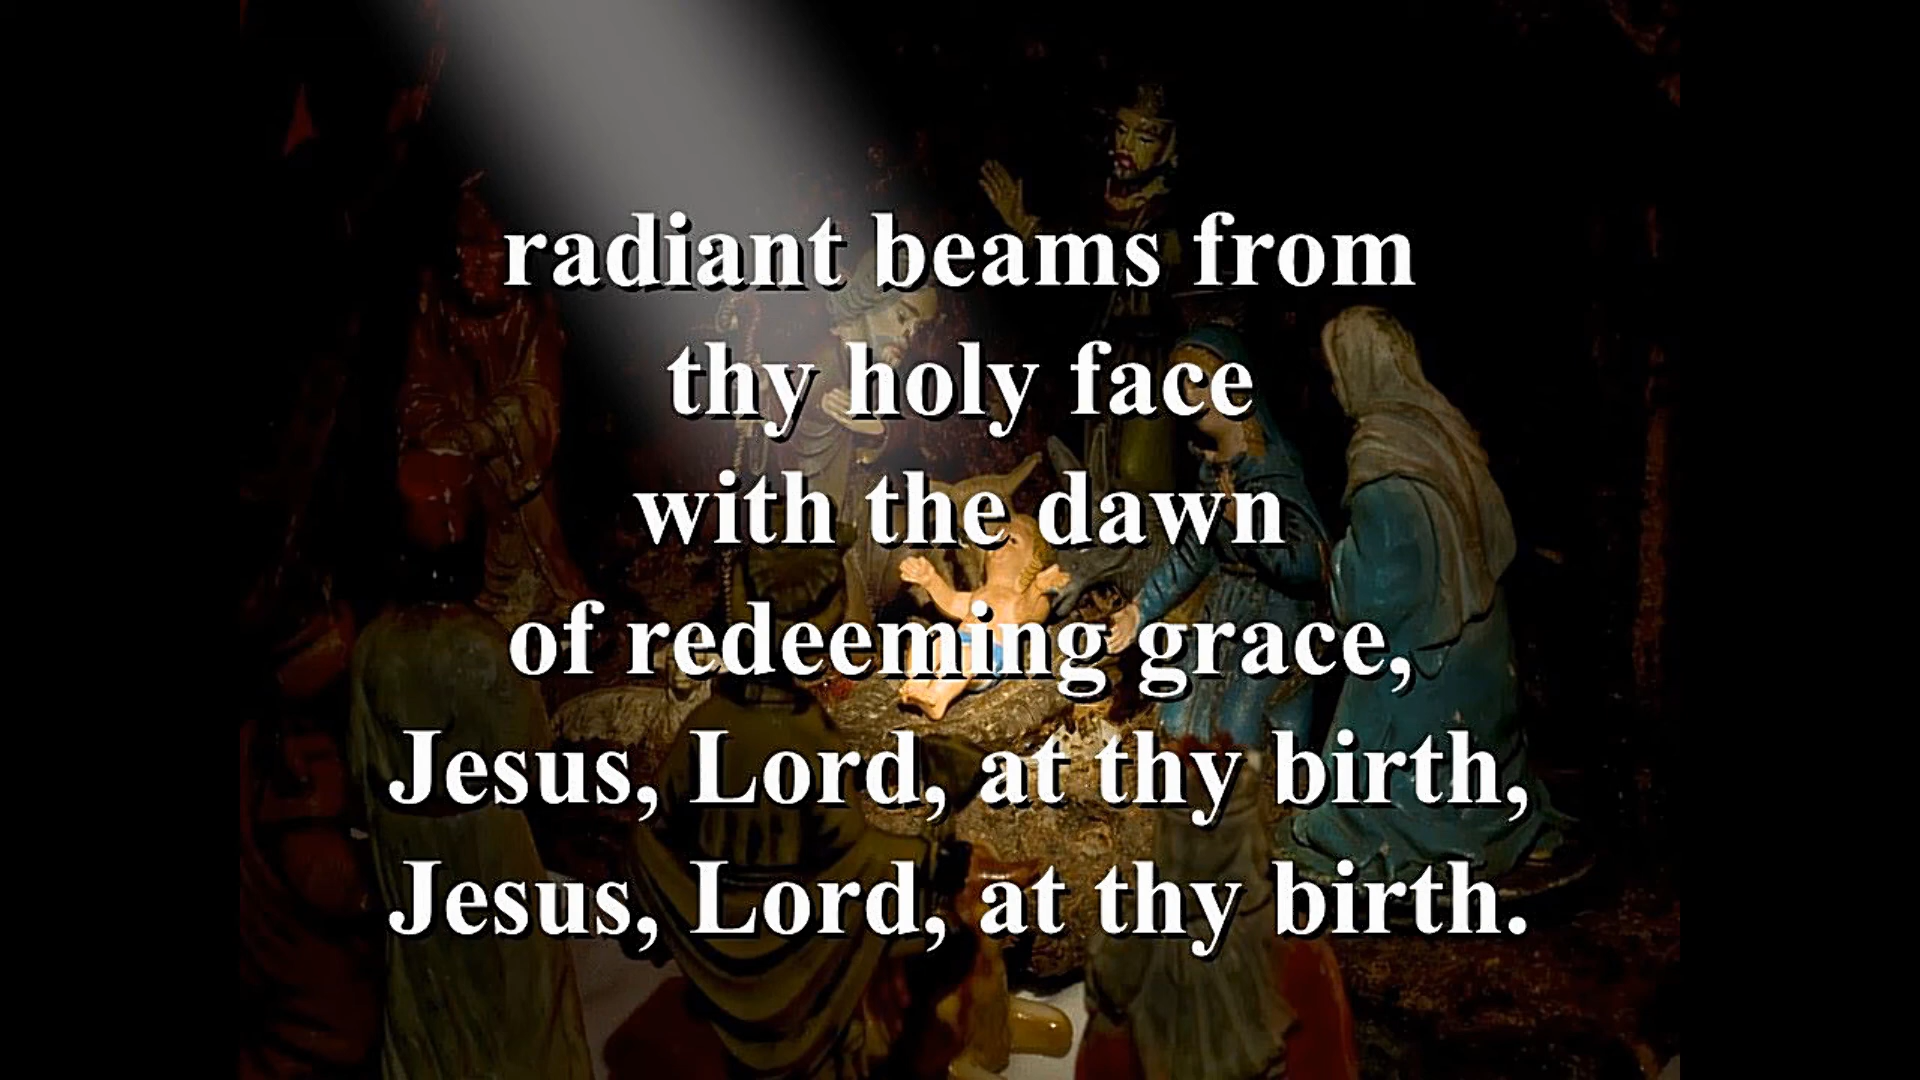 radiant beams from
thy holy face
with the dawn
of redeeming grace,
Jesus, Lord, at thy birth,
Jesus, Lord, at thy birth.